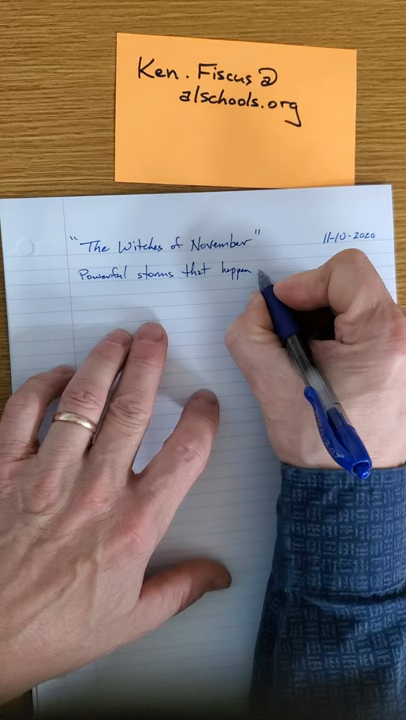 Ken.Fiscus@
alschools.org
"The Witches of November"
11-10-2020
Powerful storms that happen